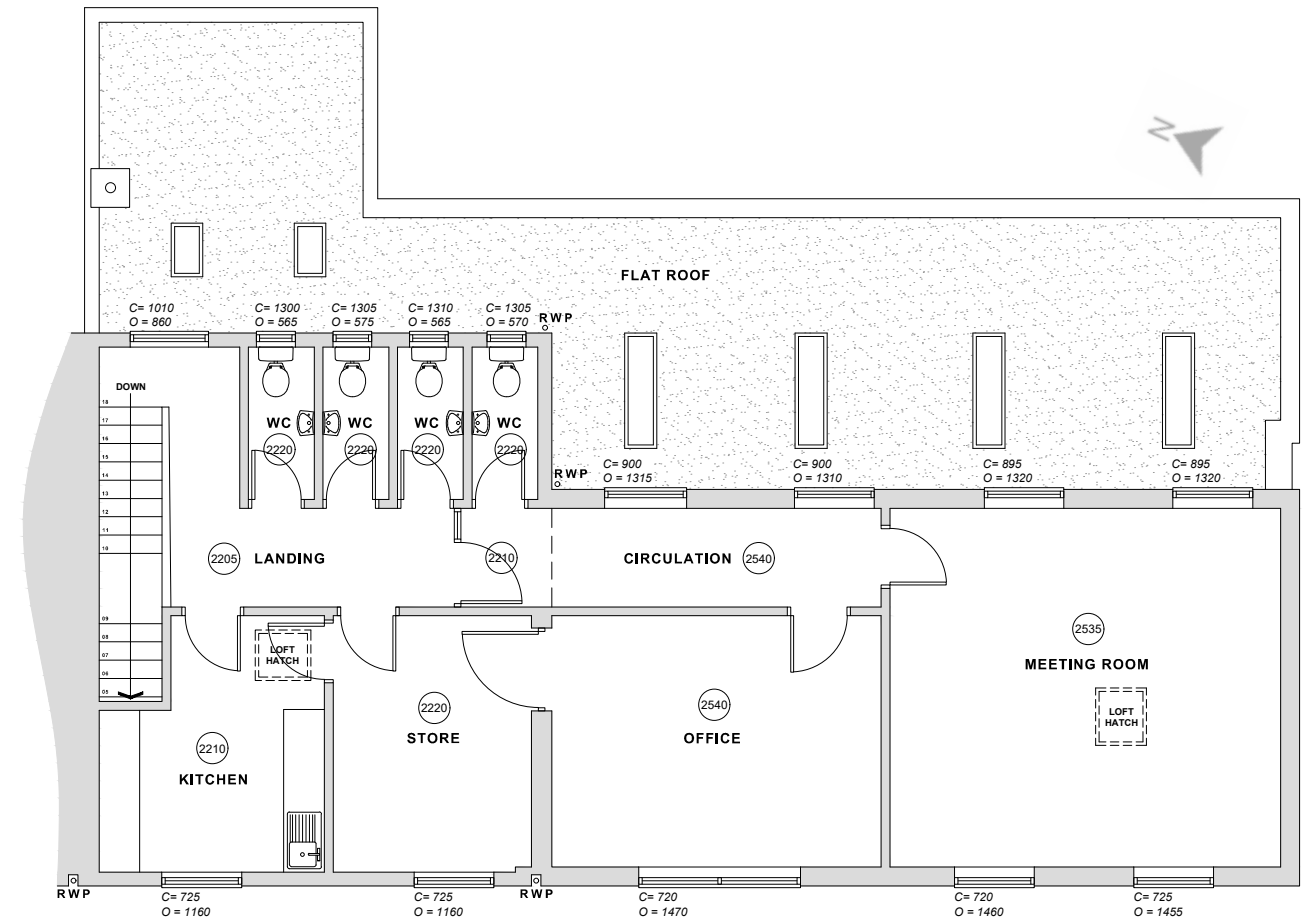 N
FLAT ROOF
C= 1010
O = 860
C= 1300
O = 565
C= 1305
O = 575
C= 1310
O = 565
C= 1305
O = 570
RWP
DOWN
18
17
16
15
14
13
12
11
10
09
08
07
06
05
WC
2220
WC
2220
WC
2220
WC
2220
RWP
C= 900
O = 1315
C= 900
O = 1310
C= 895
O = 1320
C= 895
O = 1320
2205
LANDING
2210
CIRCULATION
2540
LOFT
HATCH
2535
MEETING ROOM
LOFT
HATCH
2220
STORE
2540
OFFICE
2210
KITCHEN
RWP
C= 725
O = 1160
C= 725
O = 1160
RWP
C= 720
O = 1470
C= 720
O = 1460
C= 725
O = 1455